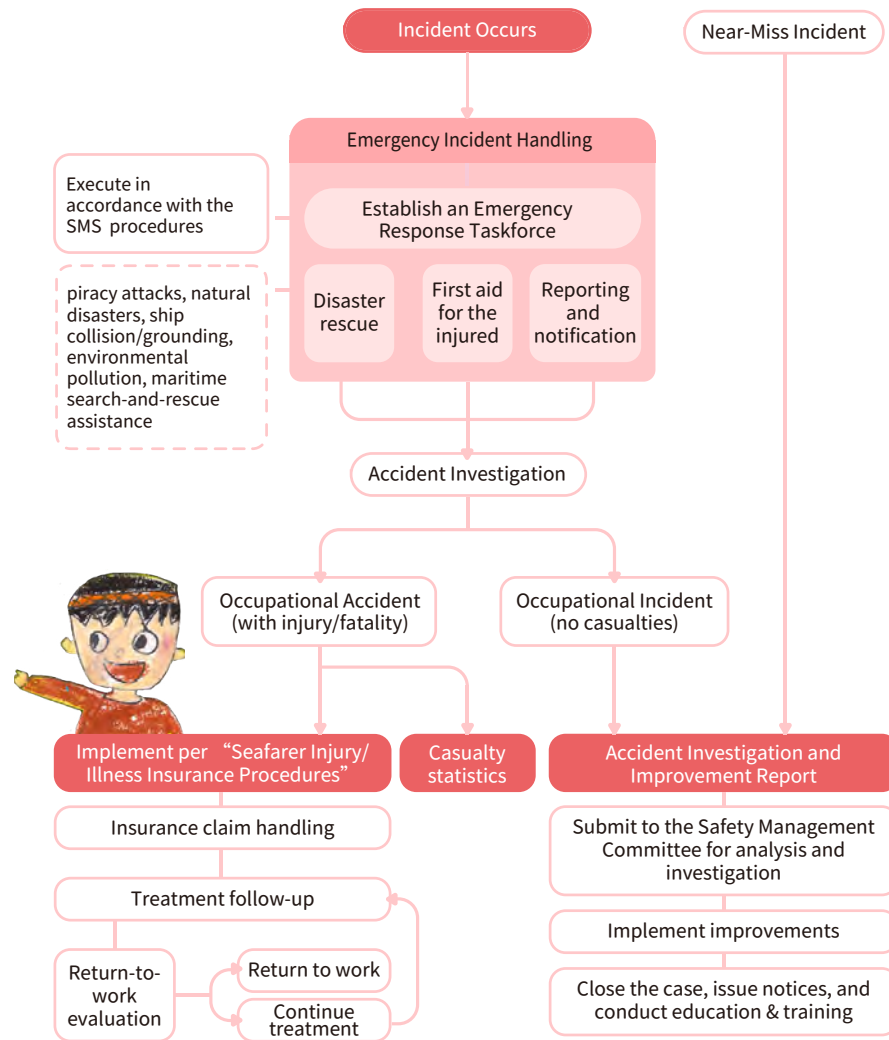 Incident Occurs
Near-Miss Incident
Emergency Incident Handling
Execute in
accordance with the
SMS procedures
Establish an Emergency
Response Taskforce
piracy attacks, natural
disasters, ship
collision/grounding,
environmental
pollution, maritime
search-and-rescue
assistance
Disaster
rescue
First aid
for the
injured
Reporting
and
notification
Accident Investigation
Occupational Accident
(with injury/fatality)
Occupational Incident
(no casualties)
Implement per “Seafarer Injury/
Illness Insurance Procedures”
Casualty
statistics
Accident Investigation and
Improvement Report
Insurance claim handling
Treatment follow-up
Return-to-
work
evaluation
Return to work
Continue
treatment
Submit to the Safety Management
Committee for analysis and
investigation
Implement improvements
Close the case, issue notices, and
conduct education & training